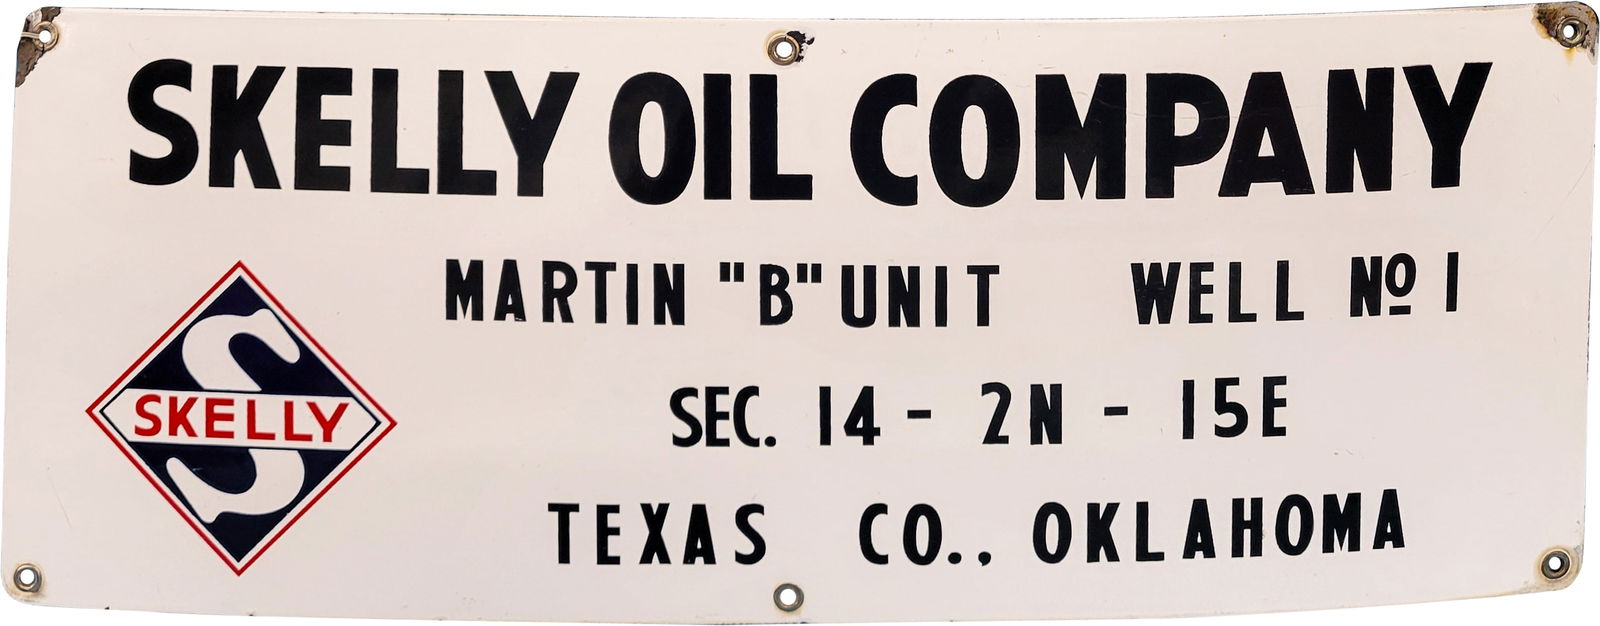 SKELLY OIL COMPANY
MARTIN "B" UNIT WELL Nº 1
SEC. 14 - 2N - 15E
TEXAS CO., OKLAHOMA
S
SKELLY